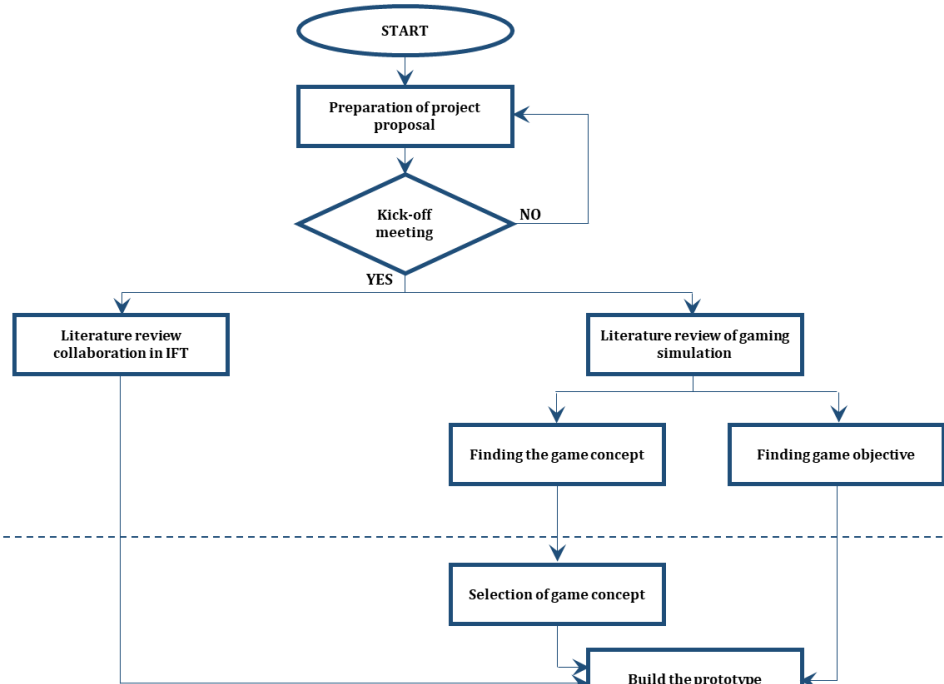 START
Preparation of project
proposal
Kick-off
meeting
NO
YES
Literature review
collaboration in IFT
Literature review of gaming
simulation
Finding the game concept
Finding game objective
Selection of game concept
Build the prototype